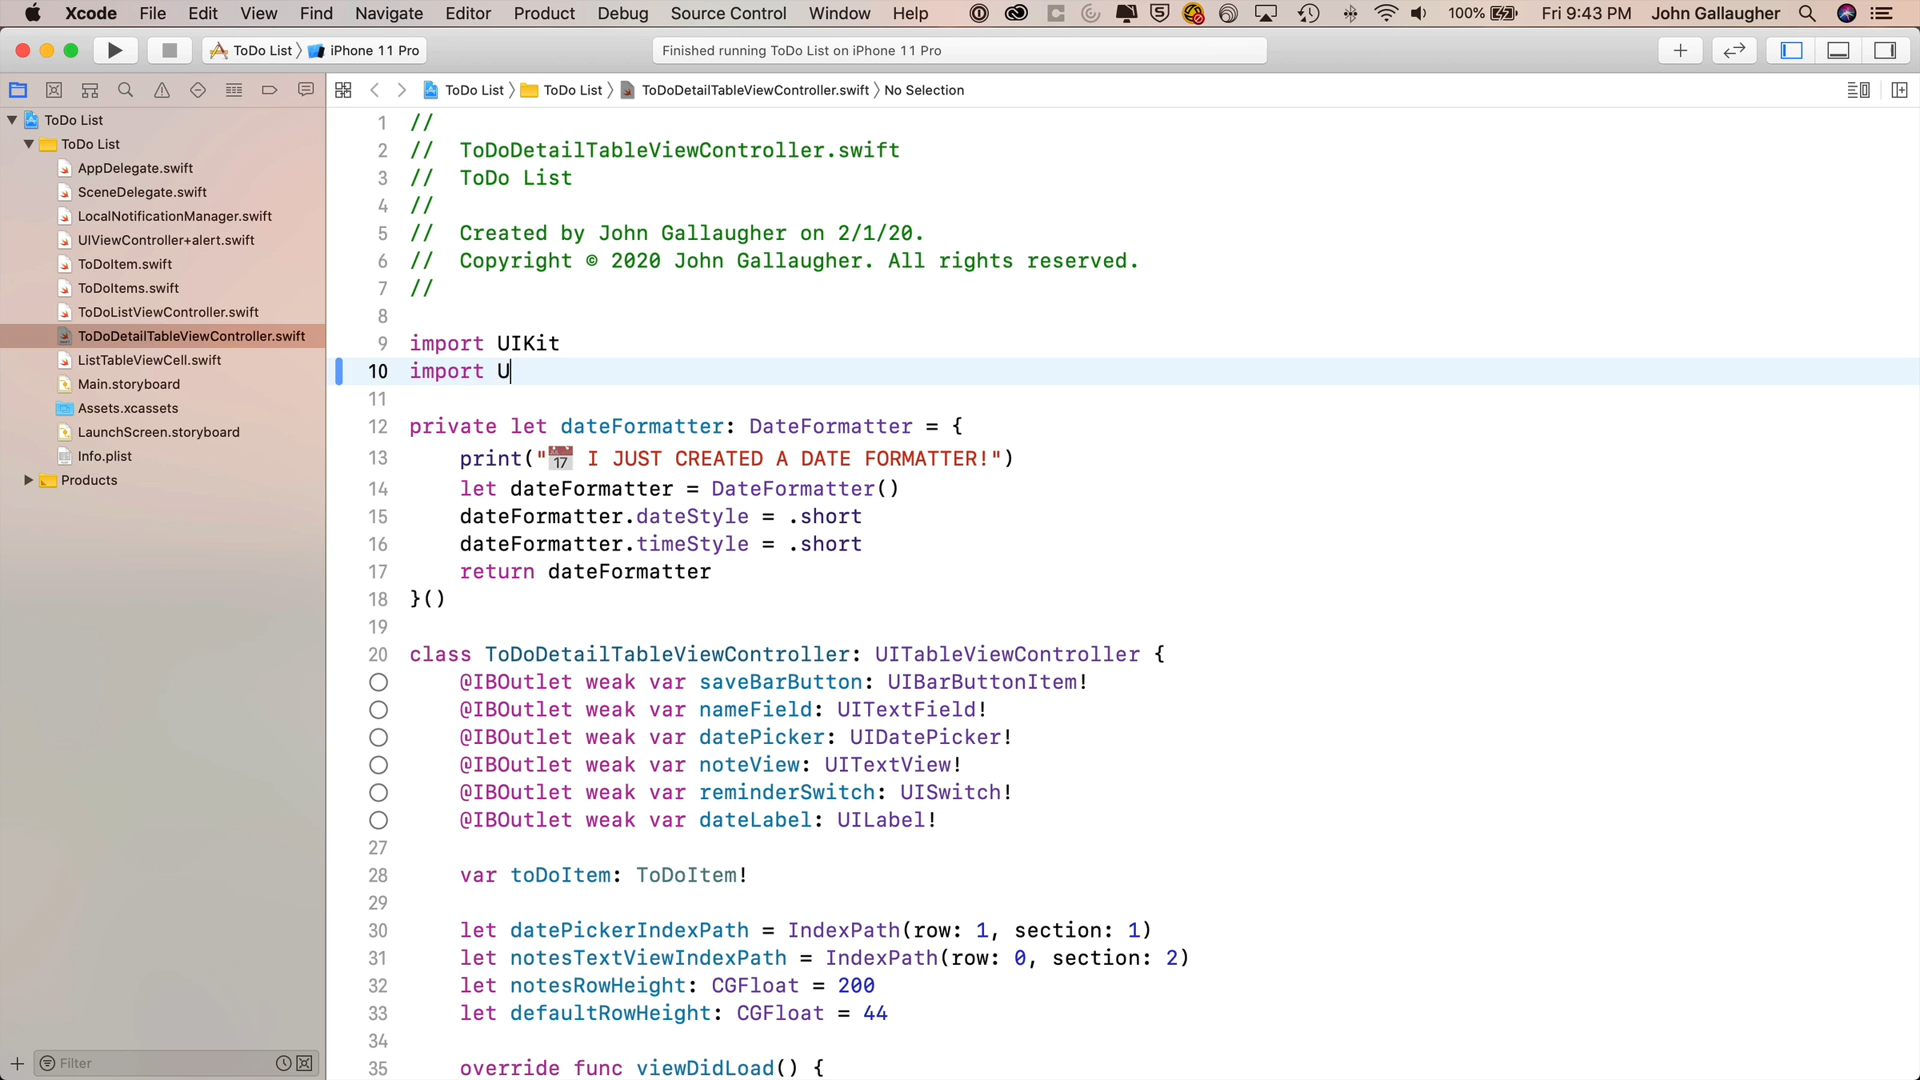 Xcode File Edit View Find Navigate Editor Product Debug Source Control Window Help 100% Fri 9:43 PM John Gallaugher
ToDo List iPhone 11 Pro Finished running ToDo List on iPhone 11 Pro
ToDo List ToDo List ToDoDetailTableViewController.swift No Selection
ToDo List
ToDo List
AppDelegate.swift
SceneDelegate.swift
LocalNotificationManager.swift
UIViewController+alert.swift
ToDoItem.swift
ToDoItems.swift
ToDoListViewController.swift
ToDoDetailTableViewController.swift
ListTableViewCell.swift
Main.storyboard
Assets.xcassets
LaunchScreen.storyboard
Info.plist
Products
Filter
1 //
2 // ToDoDetailTableViewController.swift
3 // ToDo List
4 //
5 // Created by John Gallaugher on 2/1/20.
6 // Copyright © 2020 John Gallaugher. All rights reserved.
7 //
8
9 import UIKit
10 import U
11
12 private let dateFormatter: DateFormatter = {
13 print("📅 I JUST CREATED A DATE FORMATTER!")
14 let dateFormatter = DateFormatter()
15 dateFormatter.dateStyle = .short
16 dateFormatter.timeStyle = .short
17 return dateFormatter
18 }()
19
20 class ToDoDetailTableViewController: UITableViewController {
@IBOutlet weak var saveBarButton: UIBarButtonItem!
@IBOutlet weak var nameField: UITextField!
@IBOutlet weak var datePicker: UIDatePicker!
@IBOutlet weak var noteView: UITextView!
@IBOutlet weak var reminderSwitch: UISwitch!
@IBOutlet weak var dateLabel: UILabel!
27
28 var toDoItem: ToDoItem!
29
30 let datePickerIndexPath = IndexPath(row: 1, section: 1)
31 let notesTextViewIndexPath = IndexPath(row: 0, section: 2)
32 let notesRowHeight: CGFloat = 200
33 let defaultRowHeight: CGFloat = 44
34
35 override func viewDidLoad() {